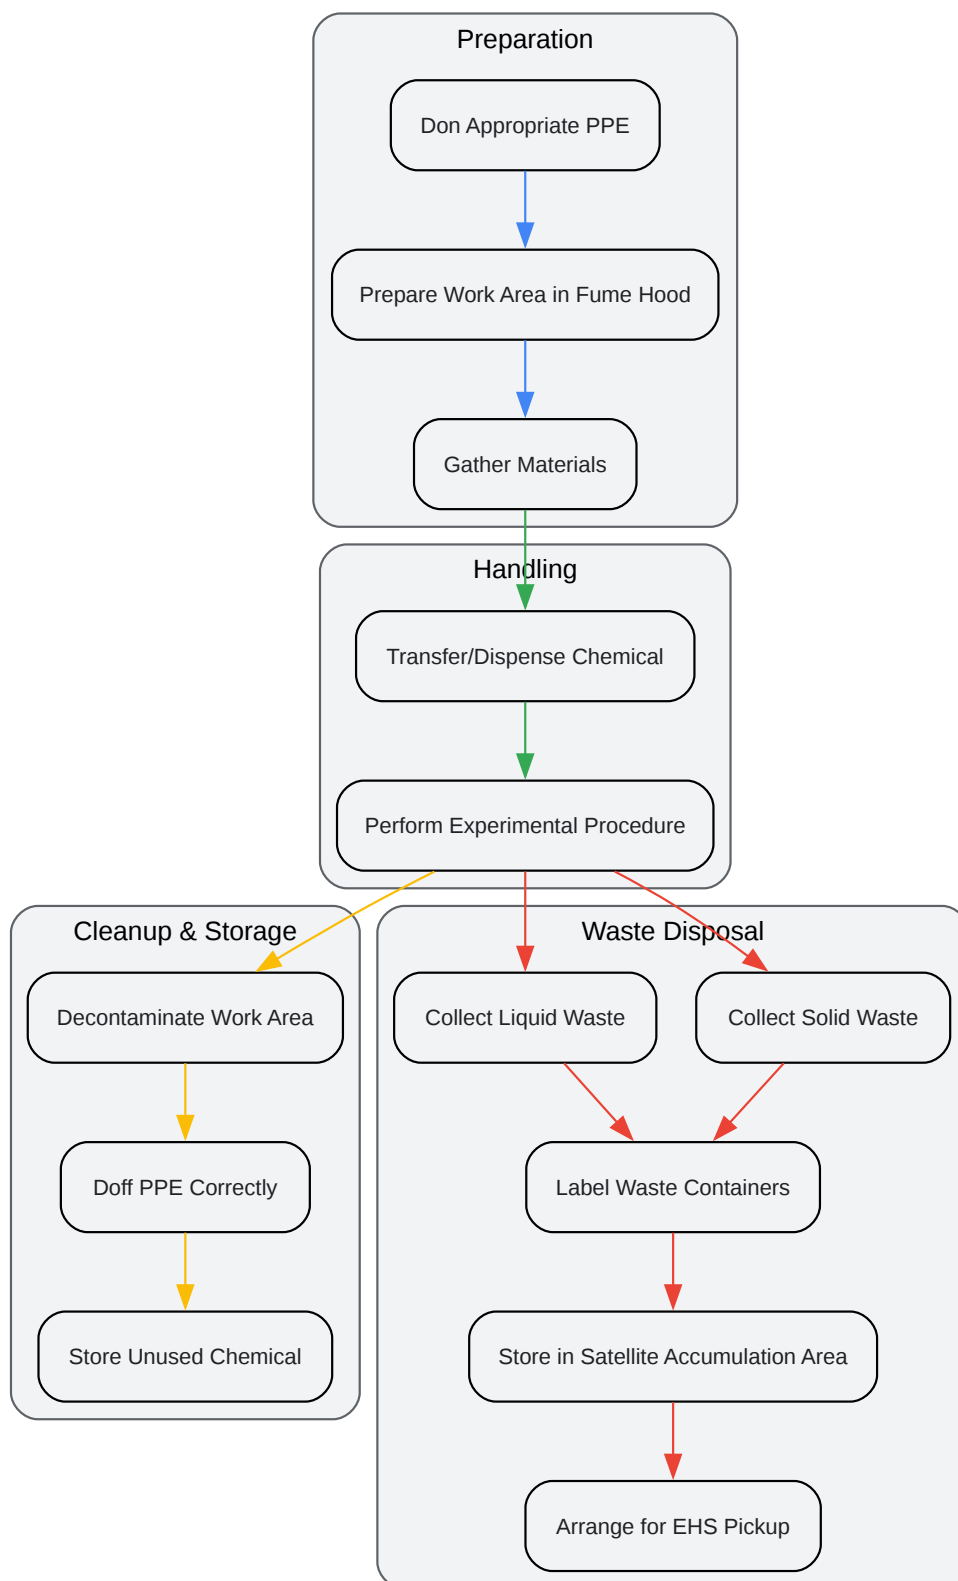 Preparation
Don Appropriate PPE
Prepare Work Area in Fume Hood
Gather Materials
Handling
Transfer/Dispense Chemical
Perform Experimental Procedure
Cleanup & Storage
Decontaminate Work Area
Doff PPE Correctly
Store Unused Chemical
Waste Disposal
Collect Liquid Waste
Collect Solid Waste
Label Waste Containers
Store in Satellite Accumulation Area
Arrange for EHS Pickup